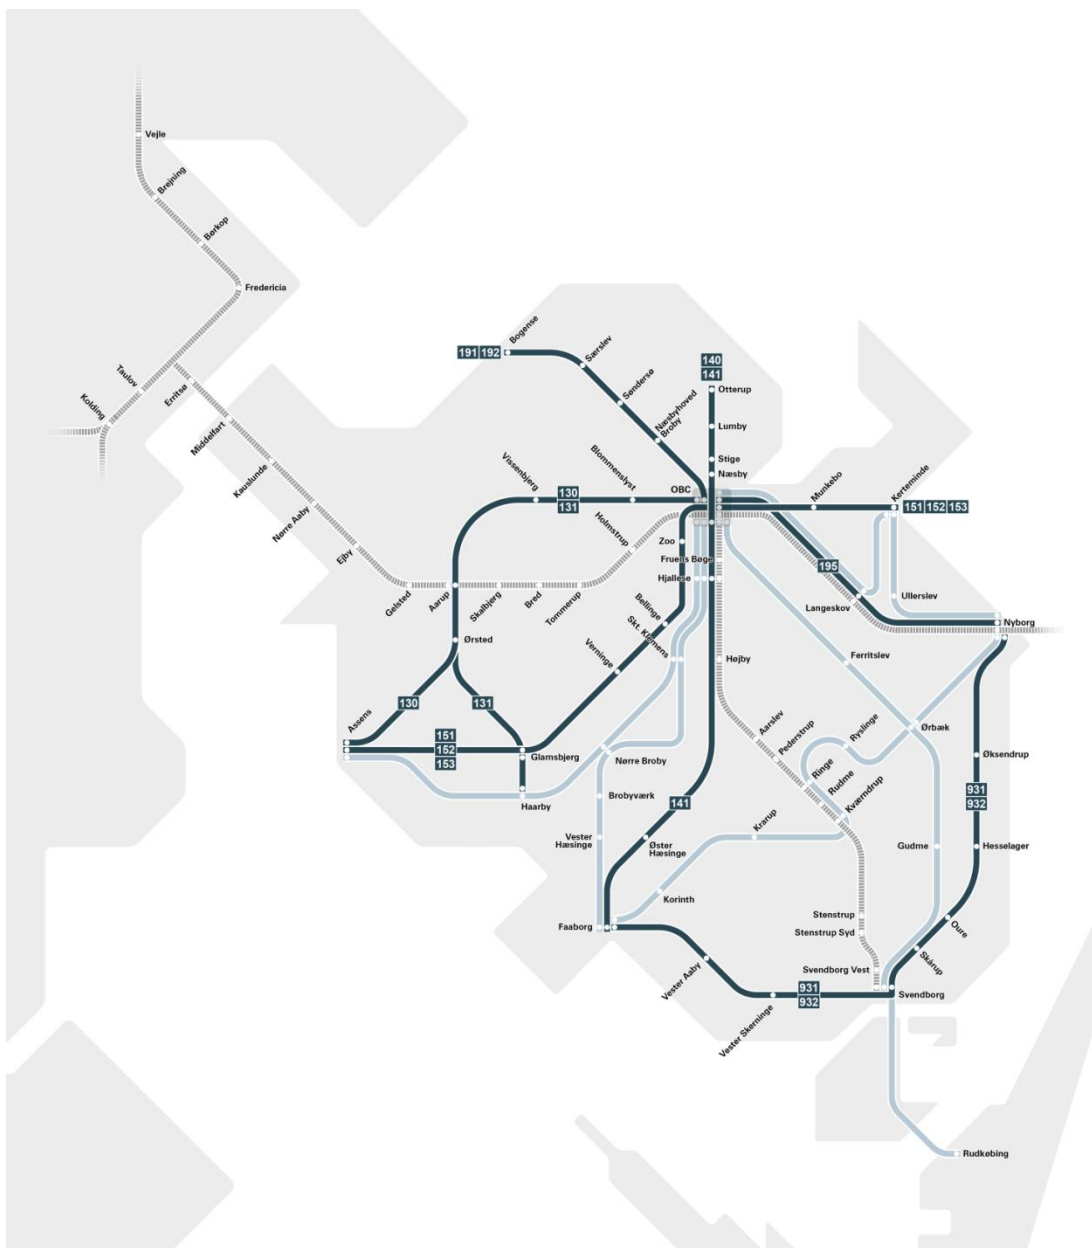 Vejle
Brejning
Børkop
Fredericia
Taulov
Kolding
Erritsø
Middelfart
Kauslunde
Nørre Aaby
Ejby
Gelsted
Aarup
Skalbjerg
Bred
Tommerup
Holmstrup
191 192
Bogense
Særslev
Søndersø
Næsbyhoved
Broby
140
141
Otterup
Lumby
Stige
Næsby
OBC
Vissenbjerg
Blommenslyst
130
131
Munkebo
Kerteminde
151 152 153
Zoo
Fruens Bøge
Hjallese
195
Langeskov
Ullerslev
Nyborg
Bellinge
Skt. Klemens
Verninge
Ørsted
Højby
Ferritslev
130
131
Assens
151
152
153
Glamsbjerg
Haarby
Nørre Broby
Brobyværk
Vester
Hæsinge
141
Øster
Hæsinge
Aarslev
Pederstrup
Ryslinge
Ørbæk
Ringe
Rudme
Kværndrup
Øksendrup
931
932
Krarup
Gudme
Hesselager
Korinth
Faaborg
Stenstrup
Stenstrup Syd
Oure
Skårup
Svendborg Vest
Svendborg
Vester Aaby
931
932
Vester Skerninge
Rudkøbing